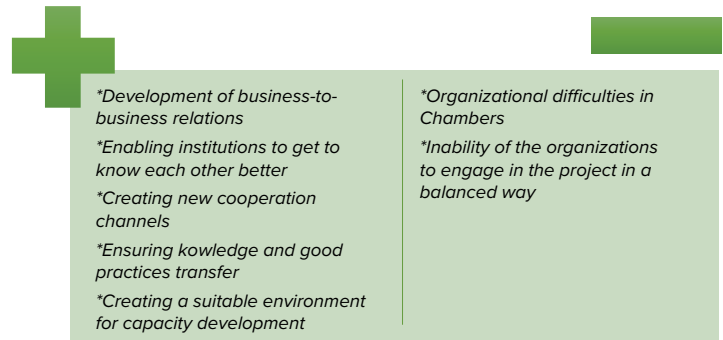 *Development of business-to-
business relations
*Enabling institutions to get to
know each other better
*Creating new cooperation
channels
*Ensuring kowledge and good
practices transfer
*Creating a suitable environment
for capacity development
*Organizational difficulties in
Chambers
*Inability of the organizations
to engage in the project in a
balanced way